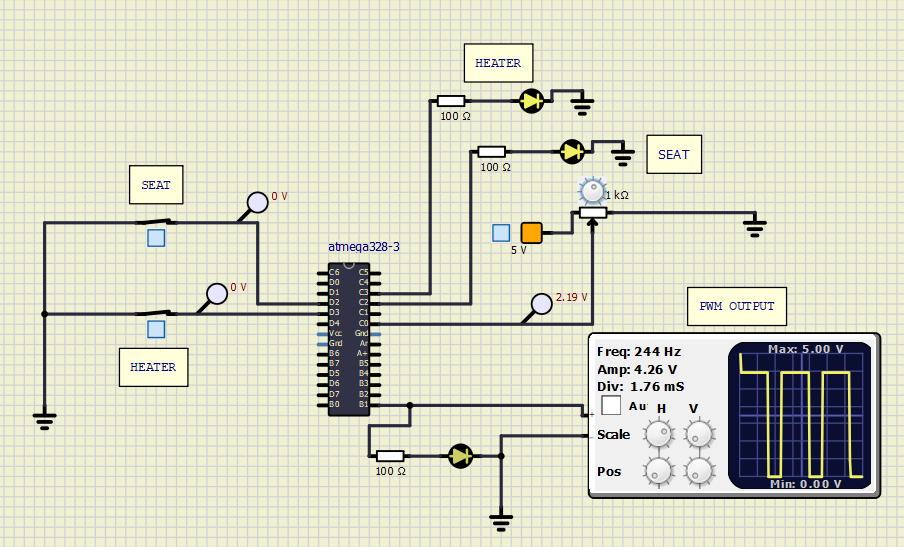 HEATER
100 Ω
SEAT
100 Ω
1 kΩ
5 V
SEAT
0 V
atmega328-3
0 V
2.19 V
HEATER
PWM OUTPUT
C6 C5
D0 C4
D1 C3
D2 C2
D3 C1
D4 C0
Vcc Gnd
Gnd Ar
B6 A+
B7 B5
D5 B4
D6 B3
D7 B2
B0 B1
Freq: 244 Hz
Amp: 4.26 V
Div: 1.76 mS
Au H V
+
Scale
-
Pos
Max: 5.00 V
Min: 0.00 V
100 Ω